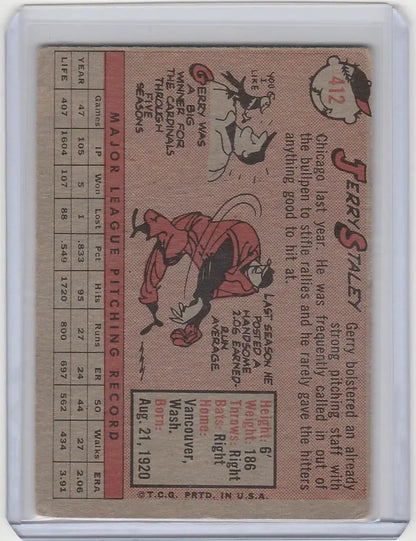 412
JERRY STALEY
Gerry bolstered an already
strong pitching staff with
Chicago last year. He was frequently called in out of
the bullpen to stifle rallies and he rarely gave the hitters
anything good to hit at.
YOU
I
LIKE
GERRY WAS
A BIG
WINNER FOR
THE CARDINALS
THROUGH
FIVE
SEASONS
LAST SEASON HE
POSTED A
HANDSOME
2.06 EARNED-
RUN
AVERAGE.
Height: 6'
Weight: 186
Throws: Right
Bats: Right
Home:
Vancouver,
Wash.
Born:
Aug. 21, 1920
MAJOR LEAGUE PITCHING RECORD
Games IP Won Lost Pct Hits Runs ER SO Walks ERA
YEAR 47 105 5 1 .833 95 25 24 44 27 2.06
LIFE 407 1604 107 88 .549 1720 800 697 562 434 3.91
© T.C.G. PRTD. IN U.S.A.